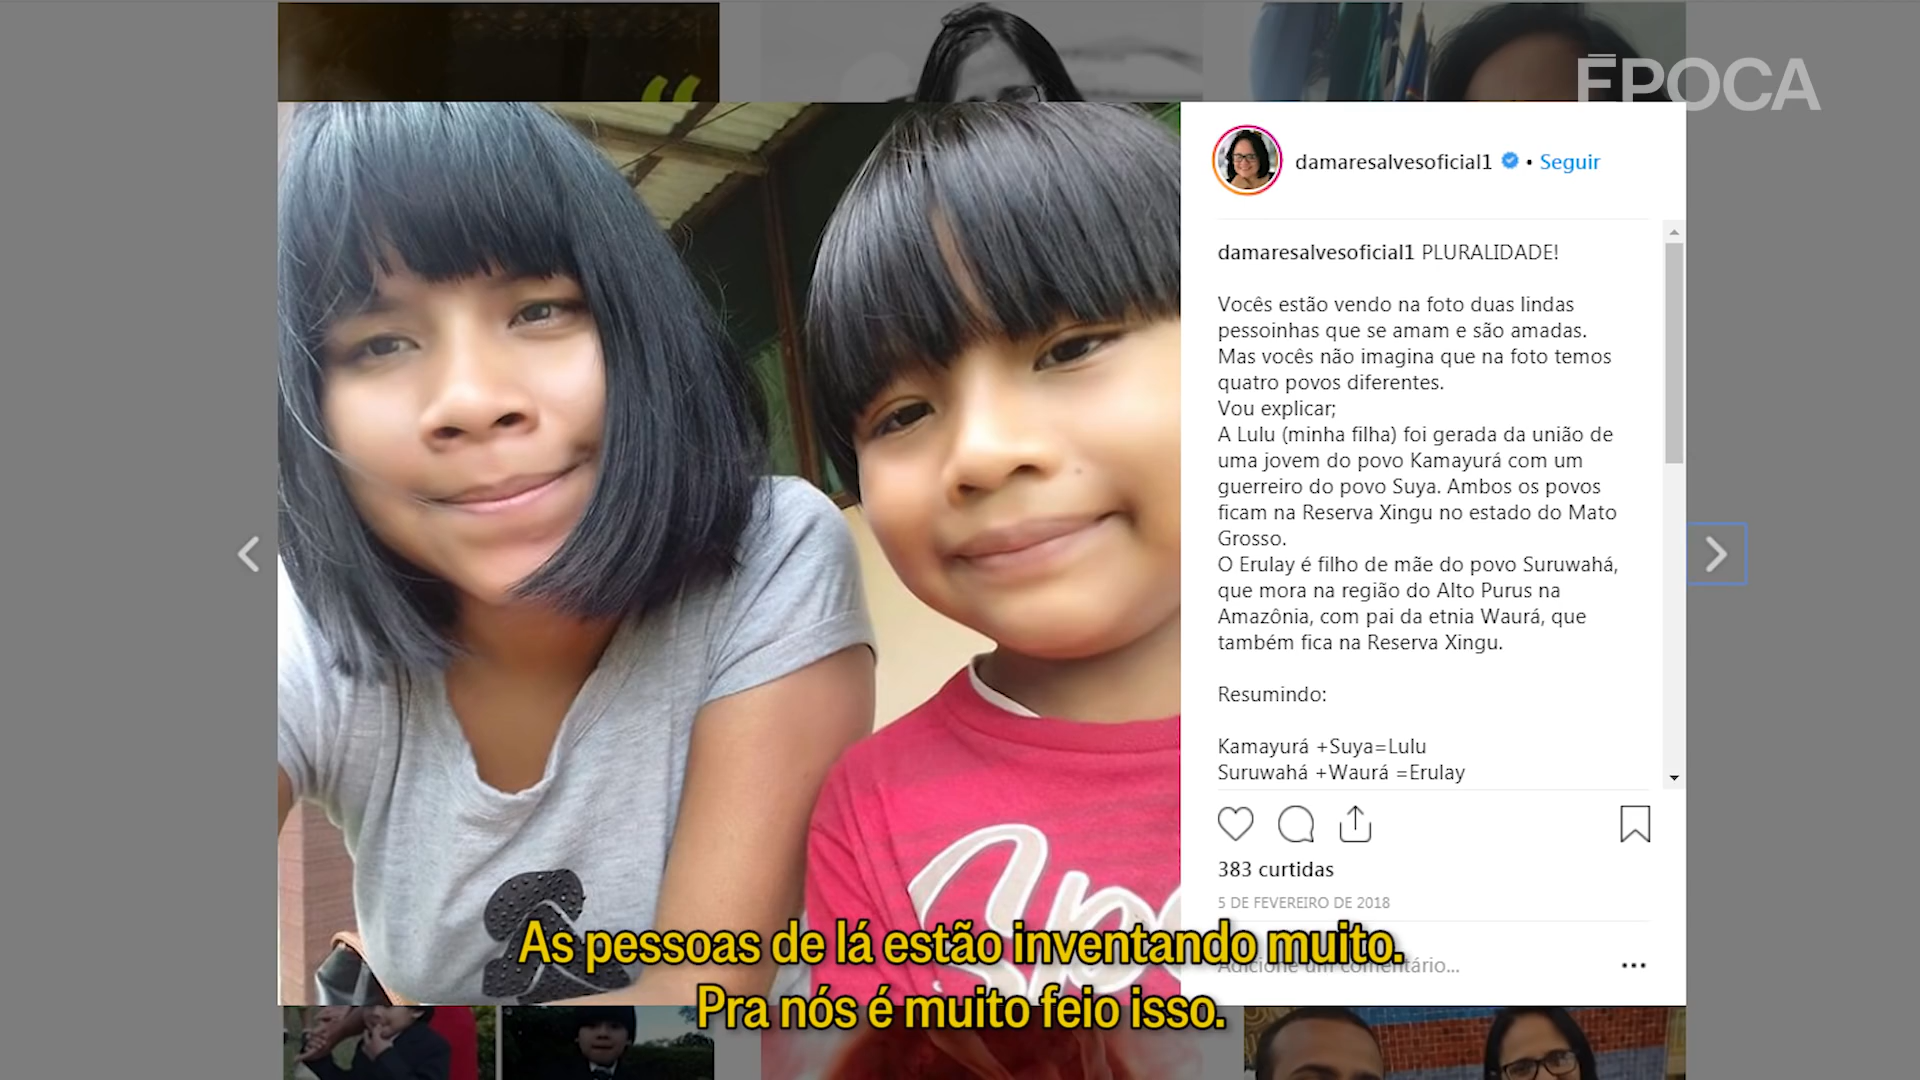 ÉPOCA
damaresalvesoficial1 • Seguir
damaresalvesoficial1 PLURALIDADE!
Vocês estão vendo na foto duas lindas
pessoinhas que se amam e são amadas.
Mas vocês não imagina que na foto temos
quatro povos diferentes.
Vou explicar;
A Lulu (minha filha) foi gerada da união de
uma jovem do povo Kamayurá com um
guerreiro do povo Suya. Ambos os povos
ficam na Reserva Xingu no estado do Mato
Grosso.
O Erulay é filho de mãe do povo Suruwahá,
que mora na região do Alto Purus na
Amazônia, com pai da etnia Waurá, que
também fica na Reserva Xingu.
Resumindo:
Kamayurá +Suya=Lulu
Suruwahá +Waurá =Erulay
383 curtidas
5 DE FEVEREIRO DE 2018
Adicione um comentário...
As pessoas de lá estão inventando muito.
Pra nós é muito feio isso.